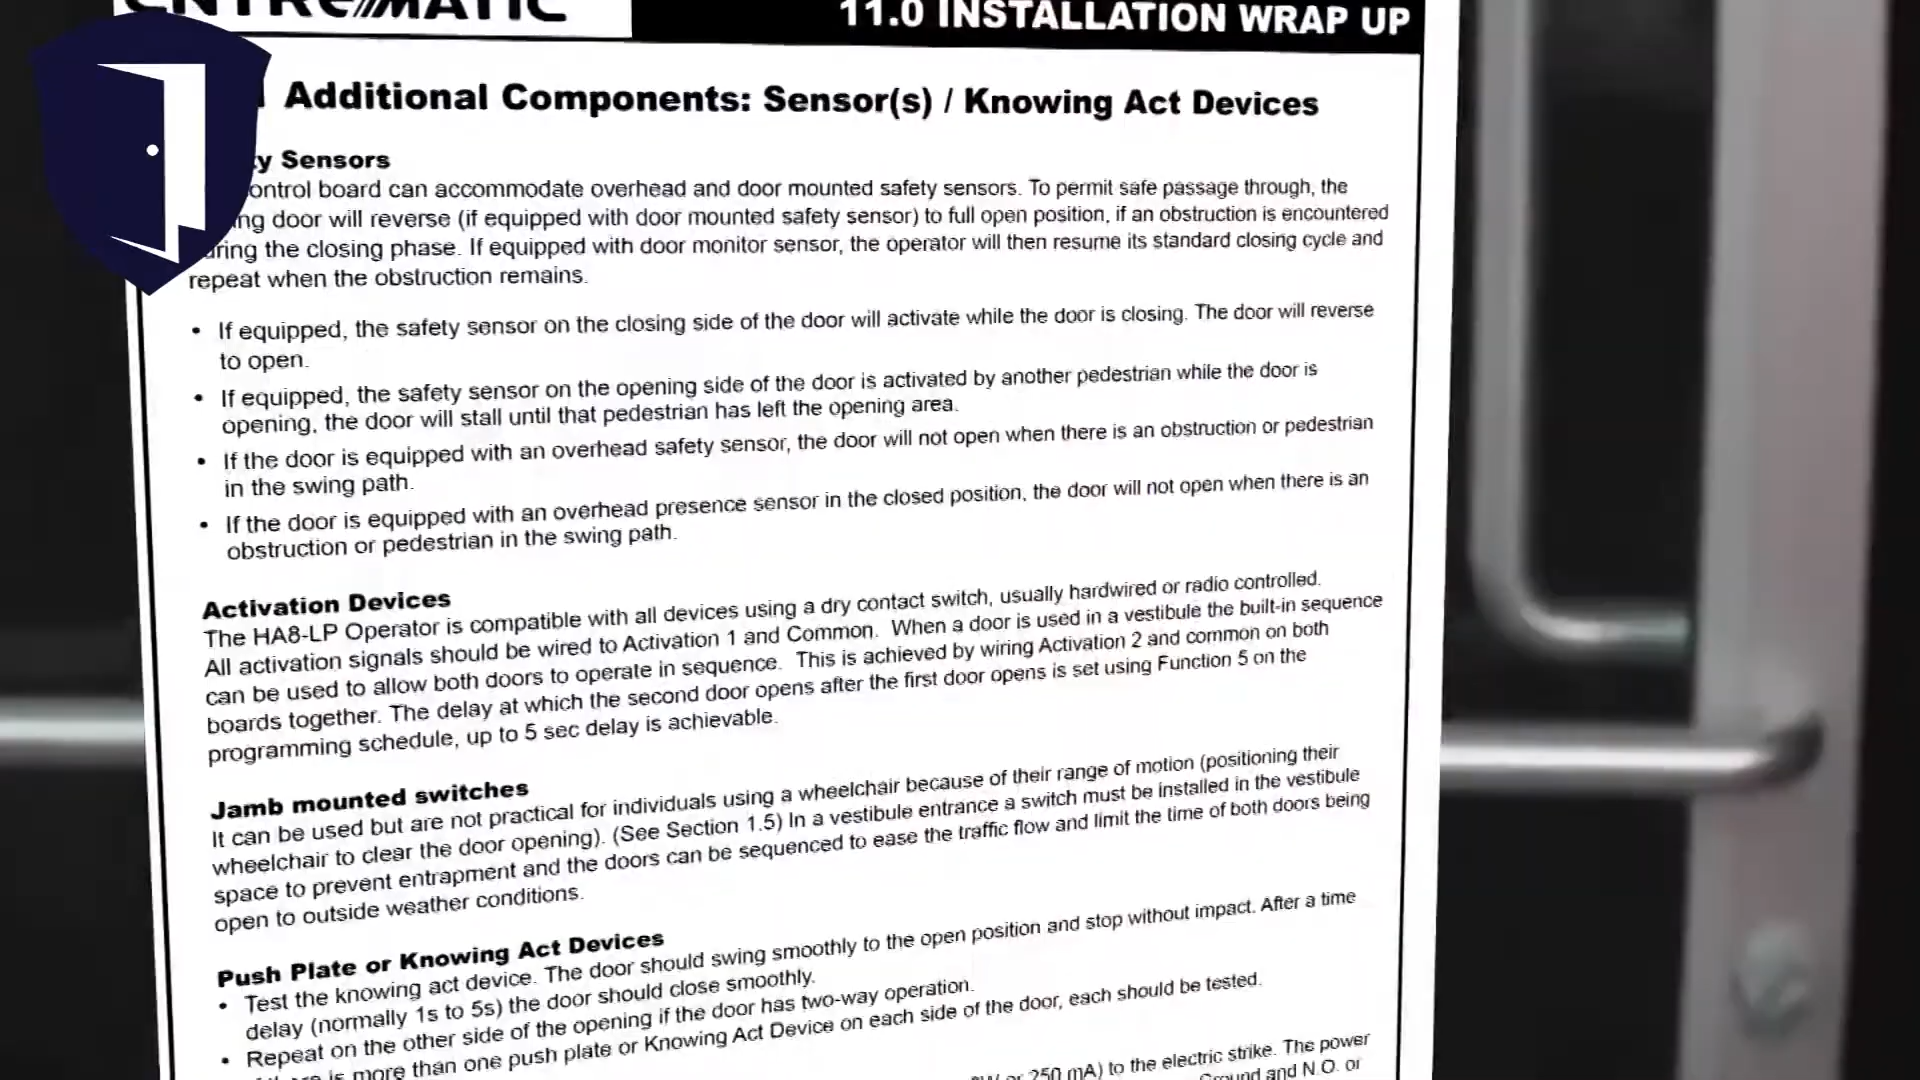 ENTRE///MATIC
11.0 INSTALLATION WRAP UP
Additional Components: Sensor(s) / Knowing Act Devices
Sensors
control board can accommodate overhead and door mounted safety sensors. To permit safe passage through, the
door will reverse (if equipped with door mounted safety sensor) to full open position, if an obstruction is encountered
during the closing phase. If equipped with door monitor sensor, the operator will then resume its standard closing cycle and
repeat when the obstruction remains.
• If equipped, the safety sensor on the closing side of the door will activate while the door is closing. The door will reverse
to open.
• If equipped, the safety sensor on the opening side of the door is activated by another pedestrian while the door is
opening, the door will stall until that pedestrian has left the opening area.
• If the door is equipped with an overhead safety sensor, the door will not open when there is an obstruction or pedestrian
in the swing path.
• If the door is equipped with an overhead presence sensor in the closed position, the door will not open when there is an
obstruction or pedestrian in the swing path.
Activation Devices
The HA8-LP Operator is compatible with all devices using a dry contact switch, usually hardwired or radio controlled.
All activation signals should be wired to Activation 1 and Common. When a door is used in a vestibule the built-in sequence
can be used to allow both doors to operate in sequence. This is achieved by wiring Activation 2 and common on both
boards together. The delay at which the second door opens after the first door opens is set using Function 5 on the
programming schedule, up to 5 sec delay is achievable.
Jamb mounted switches
It can be used but are not practical for individuals using a wheelchair because of their range of motion (positioning their
wheelchair to clear the door opening). (See Section 1.5) In a vestibule entrance a switch must be installed in the vestibule
space to prevent entrapment and the doors can be sequenced to ease the traffic flow and limit the time of both doors being
open to outside weather conditions.
Push Plate or Knowing Act Devices
• Test the knowing act device. The door should swing smoothly to the open position and stop without impact. After a time
delay (normally 1s to 5s) the door should close smoothly.
• Repeat on the other side of the opening if the door has two-way operation.
is more than one push plate or Knowing Act Device on each side of the door, each should be tested.
or 250 mA) to the electric strike. The power
Ground and N.O. or